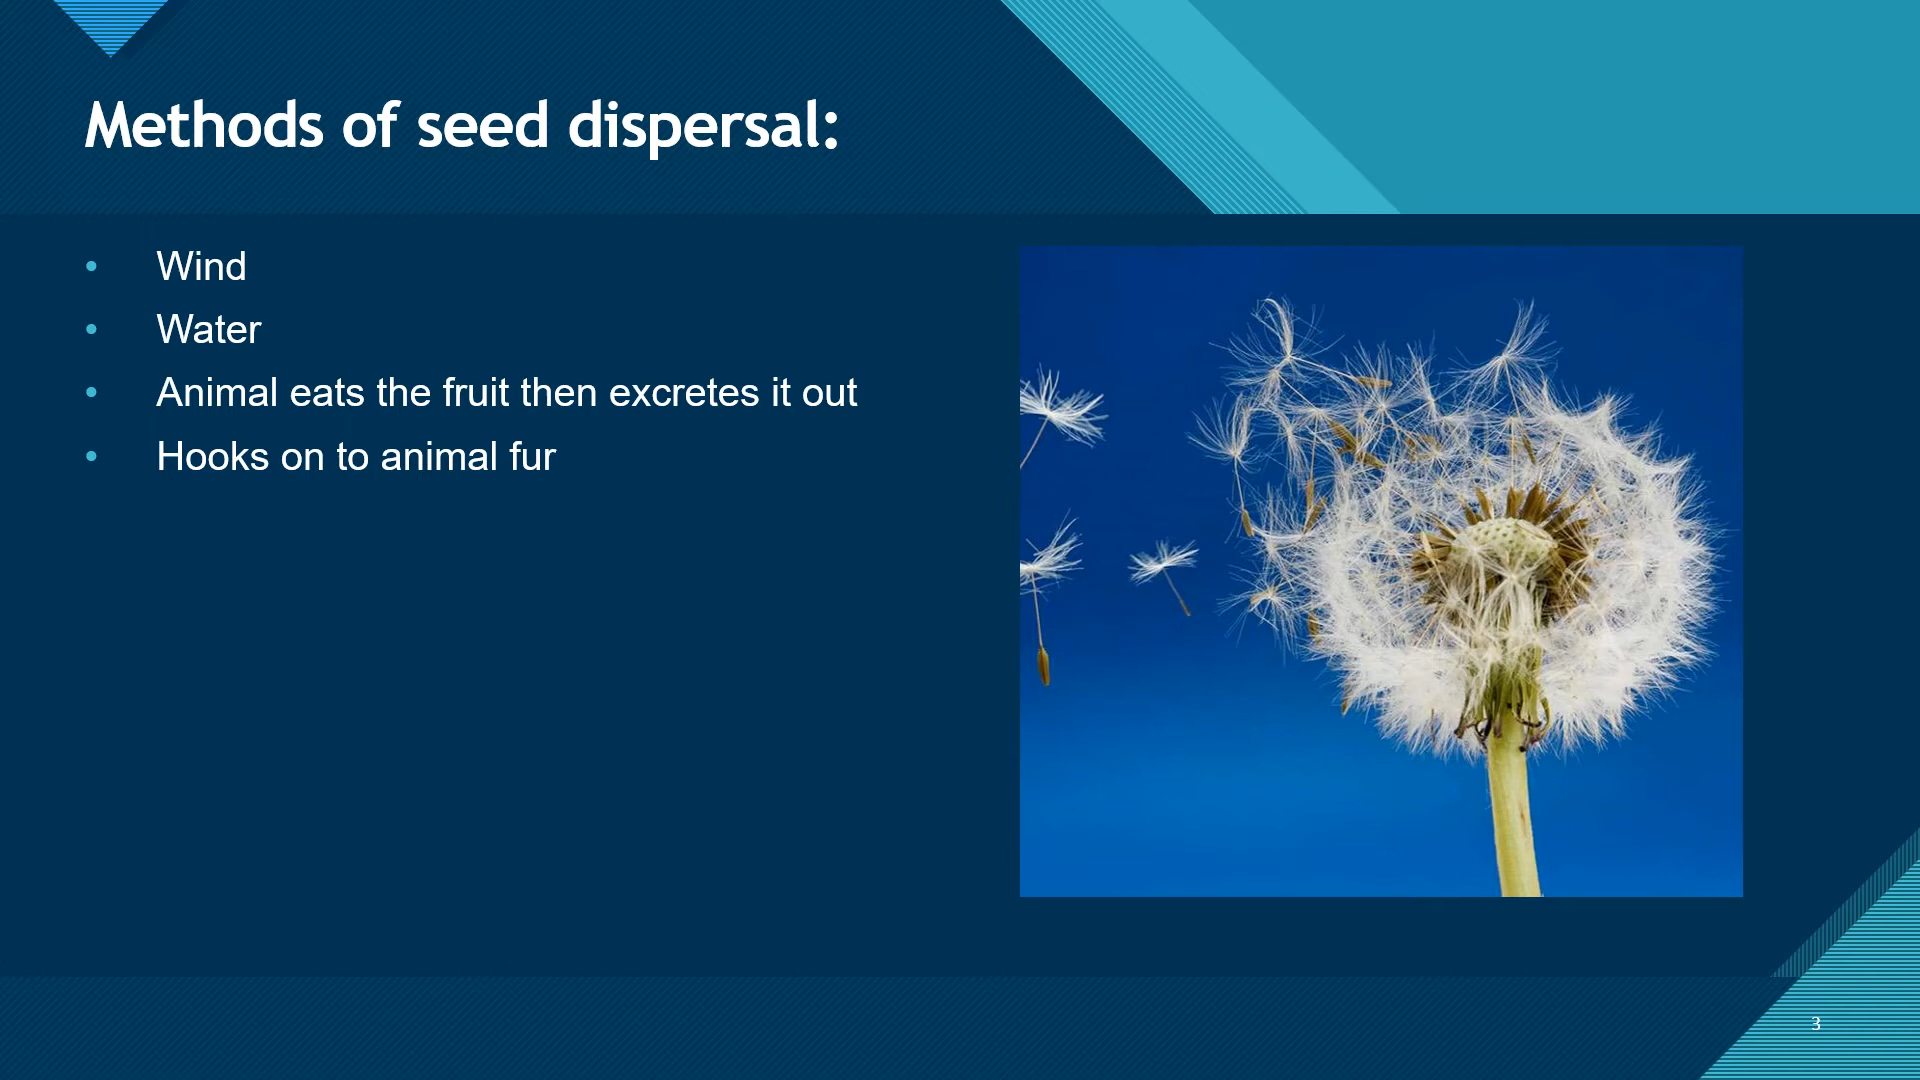 Methods of seed dispersal:
• Wind
• Water
• Animal eats the fruit then excretes it out
• Hooks on to animal fur
3